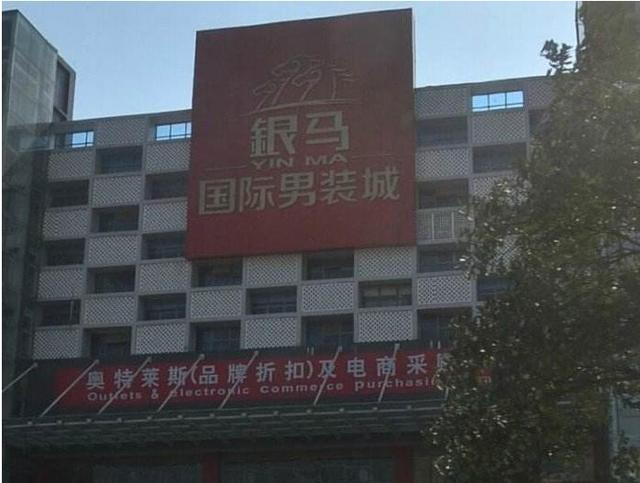 銀马
YIN MA
国际男装城
奥特莱斯(品牌折扣)及电商采
Outlets & electronic commerce purchasi